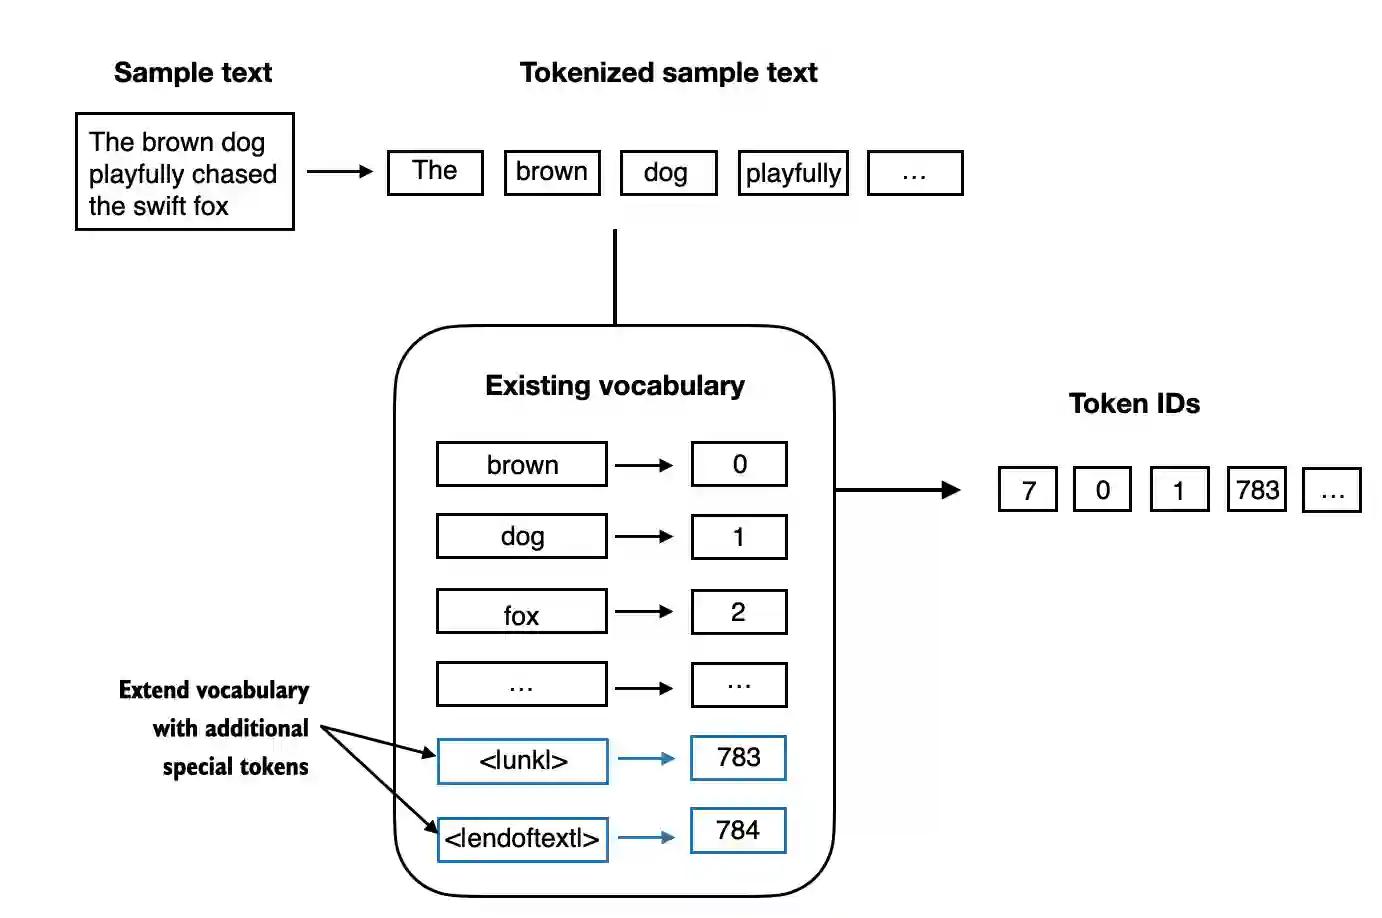 Sample text
Tokenized sample text
The brown dog
playfully chased
the swift fox
The
brown
dog
playfully
...
Existing vocabulary
brown
0
dog
1
fox
2
...
...
<|unk|>
783
<|endoftext|>
784
Extend vocabulary
with additional
special tokens
Token IDs
7
0
1
783
...